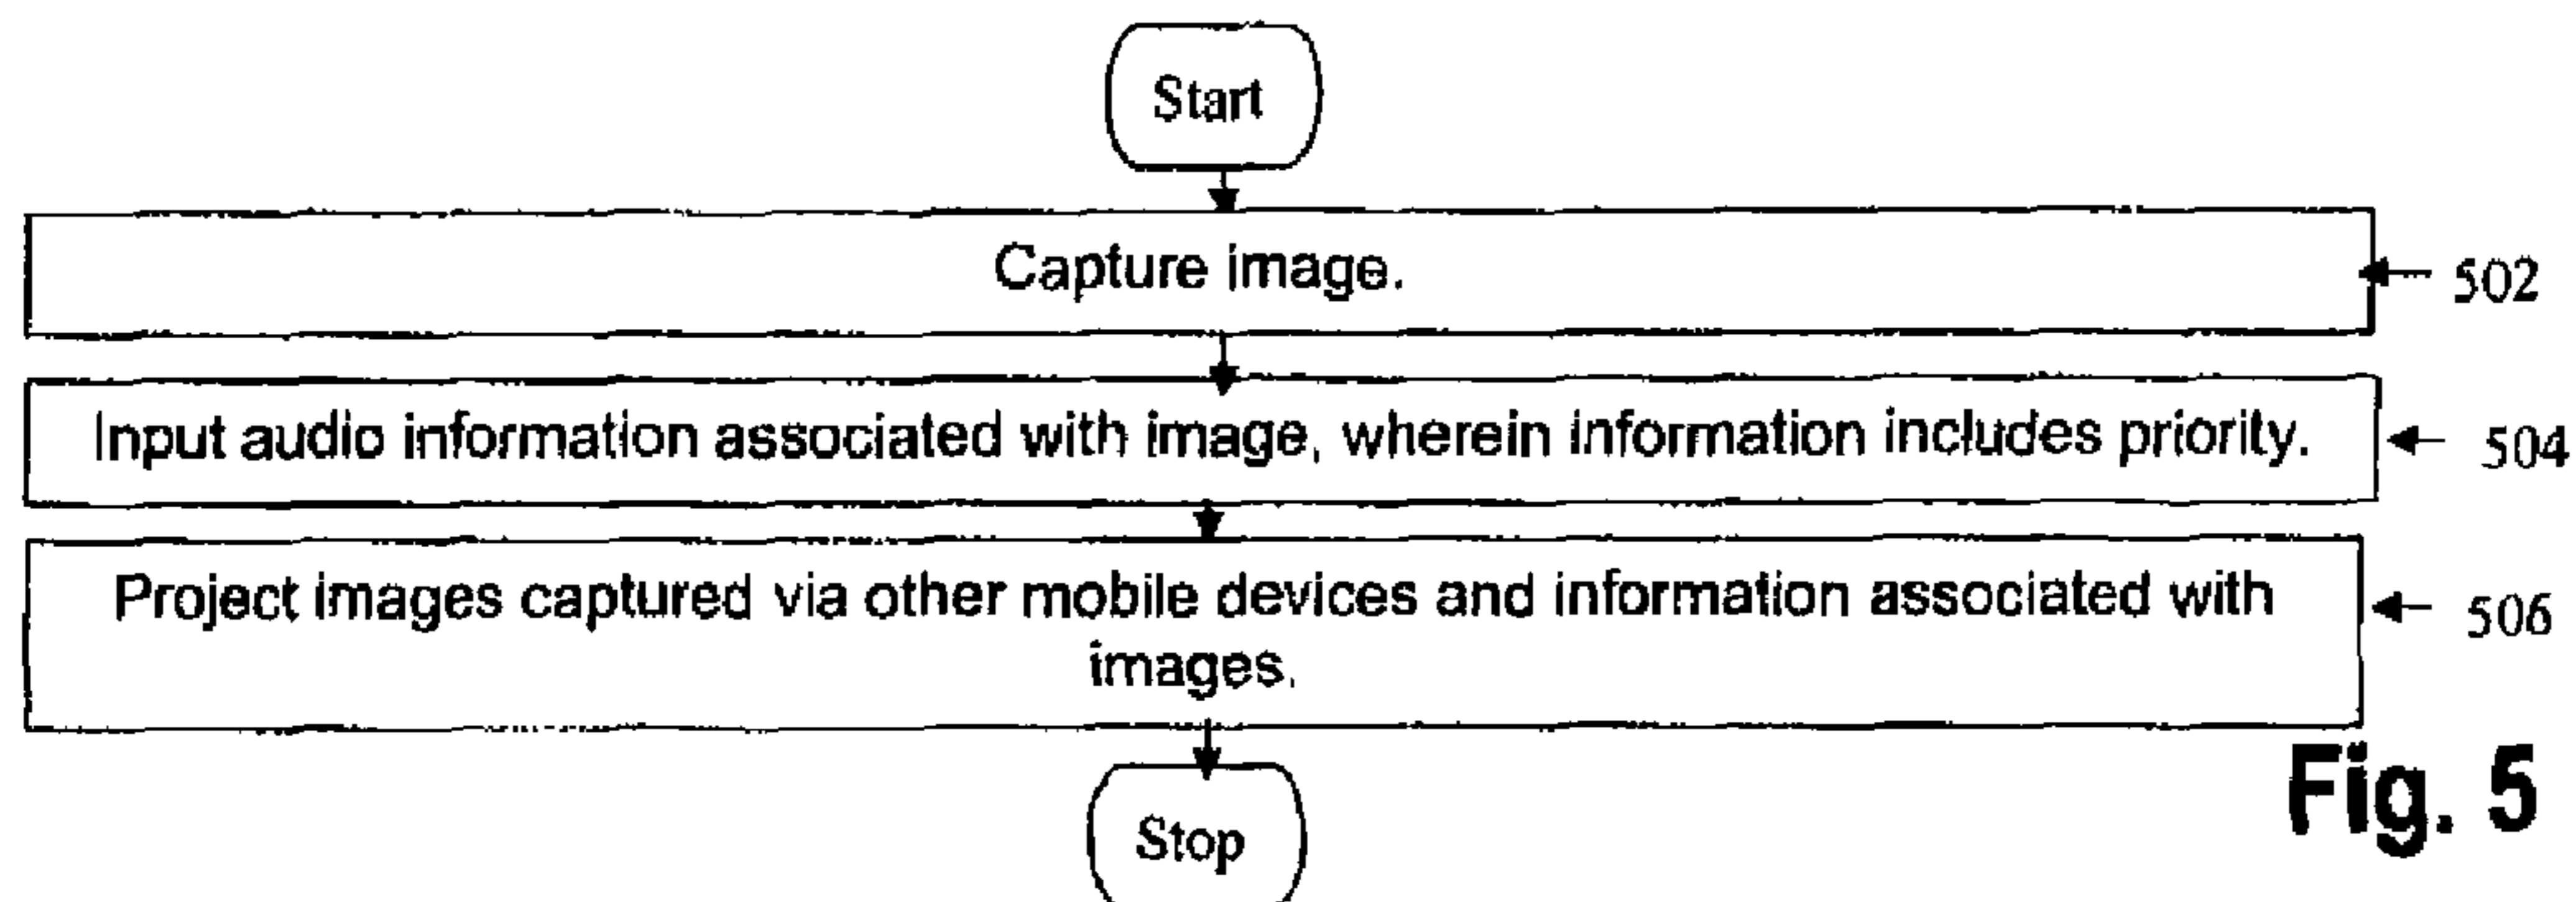 Start
Capture image.
502
Input audio information associated with image, wherein information includes priority.
504
Project images captured via other mobile devices and information associated with
images.
506
Fig. 5
Stop